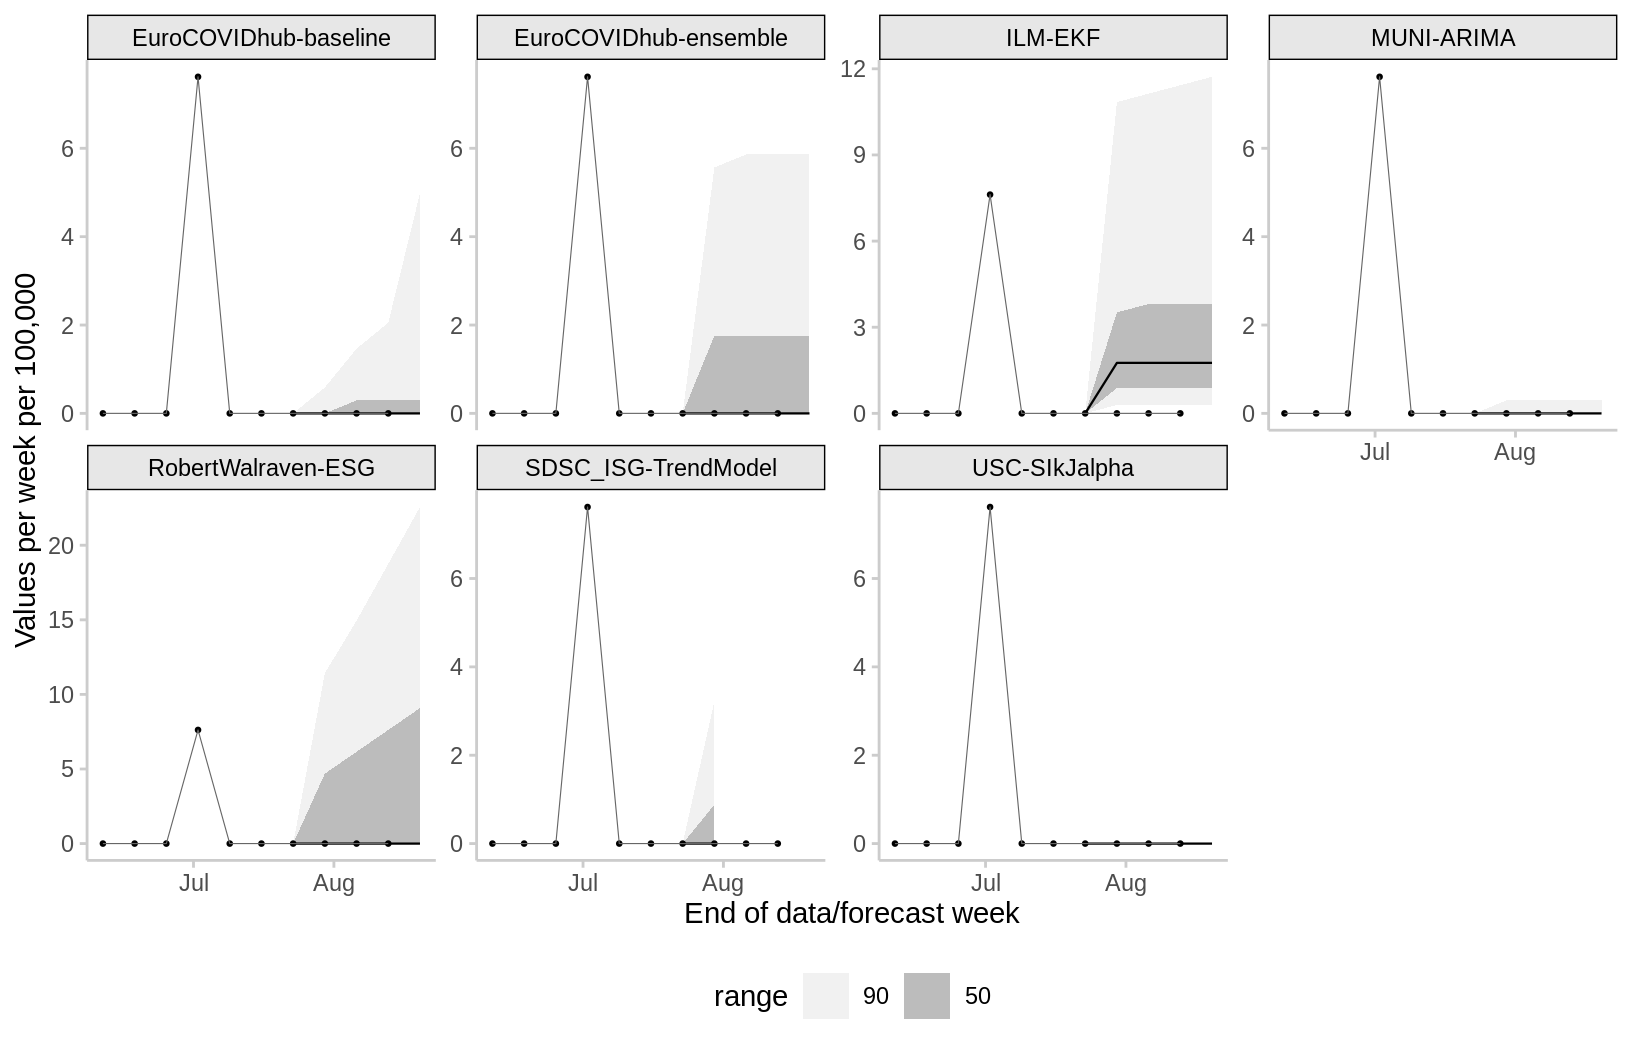 EuroCOVIDhub-baseline
EuroCOVIDhub-ensemble
ILM-EKF
MUNI-ARIMA
6
4
2
0
6
4
2
0
12
9
6
3
0
6
4
2
0
Jul Aug
RobertWalraven-ESG
SDSC_ISG-TrendModel
USC-SIkJalpha
20
15
10
5
0
Jul Aug
6
4
2
0
Jul Aug
6
4
2
0
Jul Aug
Values per week per 100,000
End of data/forecast week
range 90 50